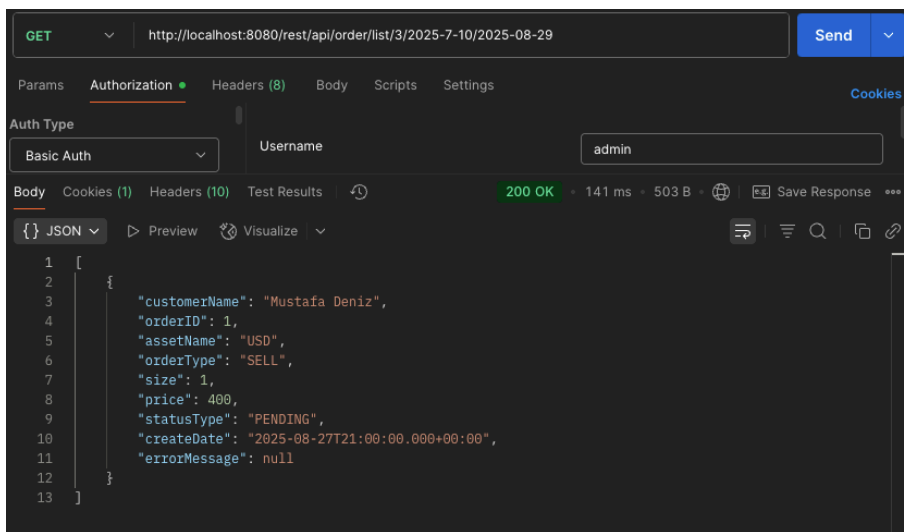 GET http://localhost:8080/rest/api/order/list/3/2025-7-10/2025-08-29 Send
Params Authorization Headers (8) Body Scripts Settings
Cookies
Auth Type
Basic Auth
Username admin
Body Cookies (1) Headers (10) Test Results 200 OK 141 ms 503 B e.g. Save Response
{} JSON Preview Visualize
1 [
2 {
3 "customerName": "Mustafa Deniz",
4 "orderID": 1,
5 "assetName": "USD",
6 "orderType": "SELL",
7 "size": 1,
8 "price": 400,
9 "statusType": "PENDING",
10 "createDate": "2025-08-27T21:00:00.000+00:00",
11 "errorMessage": null
12 }
13 ]